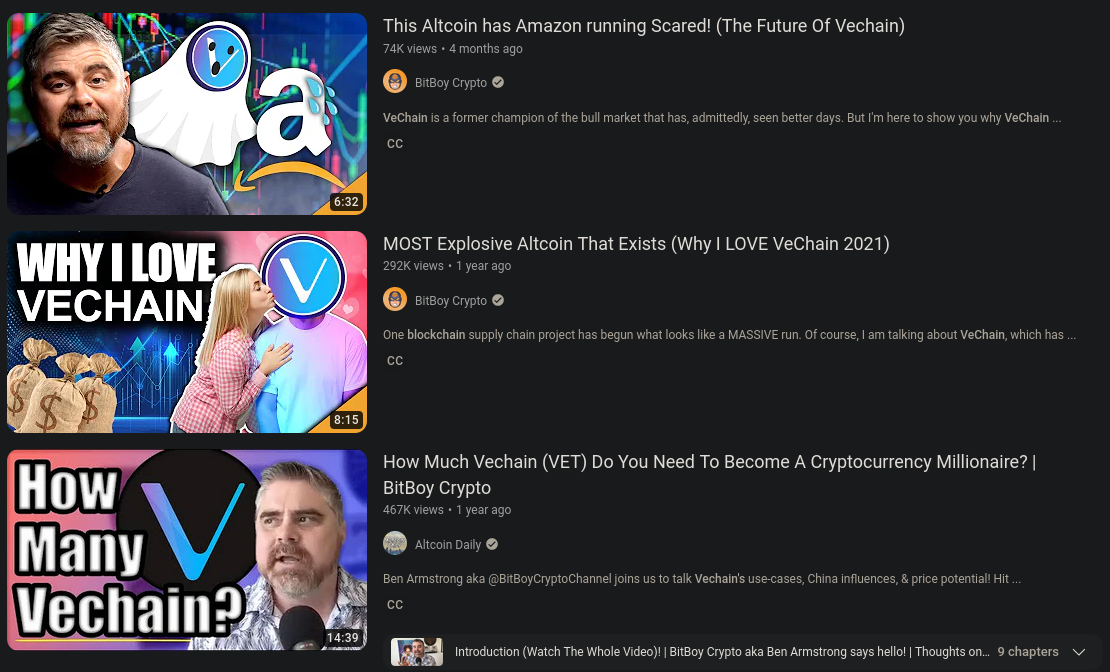 This Altcoin has Amazon running Scared! (The Future Of Vechain)
74K views • 4 months ago
BitBoy Crypto
VeChain is a former champion of the bull market that has, admittedly, seen better days. But I'm here to show you why VeChain ...
CC
a
6:32
WHY I LOVE
VECHAIN
8:15
MOST Explosive Altcoin That Exists (Why I LOVE VeChain 2021)
292K views • 1 year ago
BitBoy Crypto
One blockchain supply chain project has begun what looks like a MASSIVE run. Of course, I am talking about VeChain, which has ...
CC
How
Many
Vechain?
14:39
How Much Vechain (VET) Do You Need To Become A Cryptocurrency Millionaire? |
BitBoy Crypto
467K views • 1 year ago
Altcoin Daily
Ben Armstrong aka @BitBoyCryptoChannel joins us to talk Vechain's use-cases, China influences, & price potential! Hit ...
CC
Introduction (Watch The Whole Video)! | BitBoy Crypto aka Ben Armstrong says hello! | Thoughts on... 9 chapters